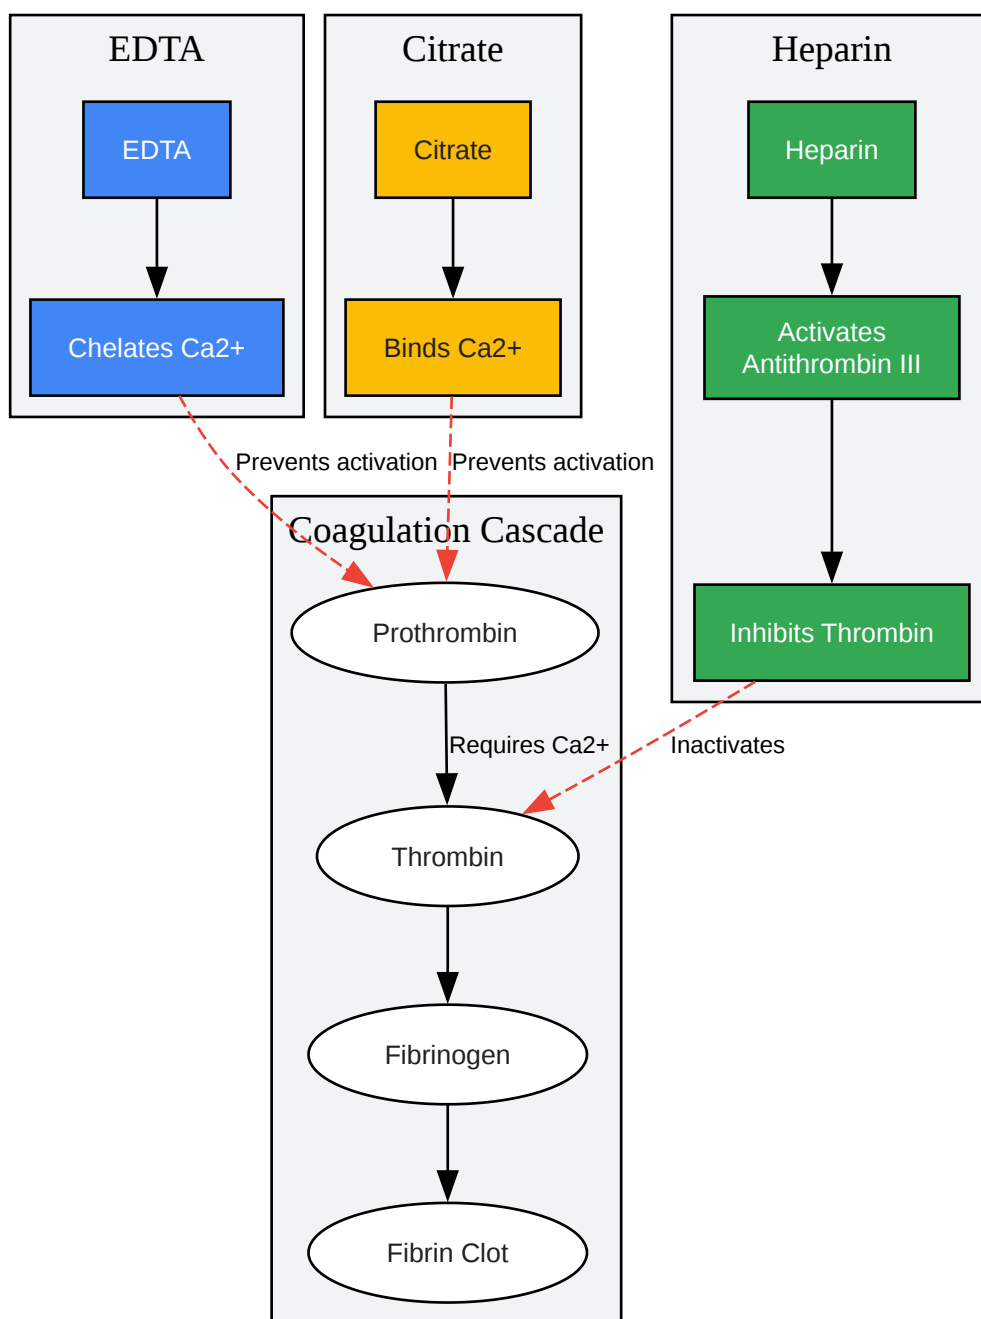 EDTA
Citrate
Heparin
EDTA
Citrate
Heparin
Chelates Ca2+
Binds Ca2+
Activates
Antithrombin III
Prevents activation
Prevents activation
Coagulation Cascade
Prothrombin
Inhibits Thrombin
Requires Ca2+
Inactivates
Thrombin
Fibrinogen
Fibrin Clot